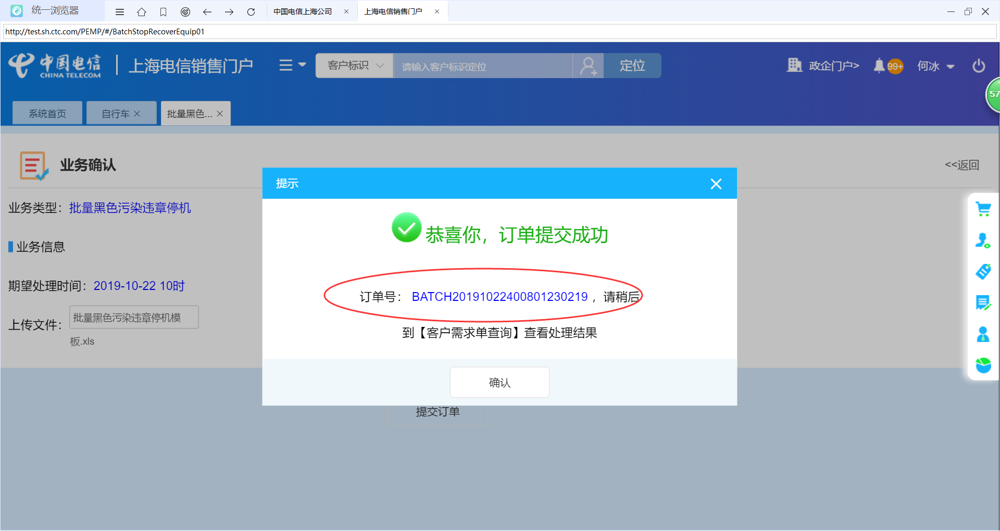 统一浏览器
中国电信上海公司
上海电信销售门户
http://test.sh.ctc.com/PEMP/#/BatchStopRecoverEquip01
中国电信
CHINA TELECOM
上海电信销售门户
客户标识
请输入客户标识定位
定位
政企门户>
99+
何冰
57
系统首页
自行车
批量黑色...
业务确认
<<返回
业务类型：批量黑色污染违章停机
业务信息
期望处理时间：2019-10-22 10时
上传文件：
批量黑色污染违章停机模
板.xls
提示
恭喜你，订单提交成功
订单号： BATCH20191022400801230219 ，请稍后
到【客户需求单查询】查看处理结果
确认
提交订单